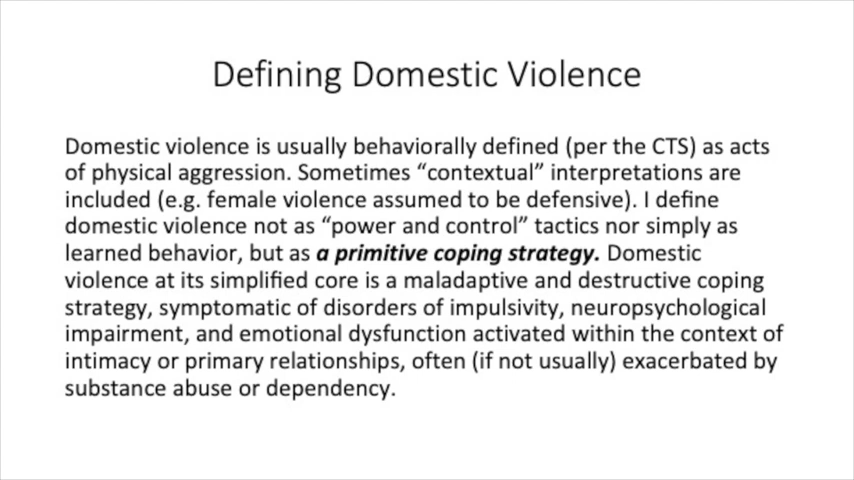 Defining Domestic Violence
Domestic violence is usually behaviorally defined (per the CTS) as acts
of physical aggression. Sometimes “contextual” interpretations are
included (e.g. female violence assumed to be defensive). I define
domestic violence not as “power and control” tactics nor simply as
learned behavior, but as a primitive coping strategy. Domestic
violence at its simplified core is a maladaptive and destructive coping
strategy, symptomatic of disorders of impulsivity, neuropsychological
impairment, and emotional dysfunction activated within the context of
intimacy or primary relationships, often (if not usually) exacerbated by
substance abuse or dependency.